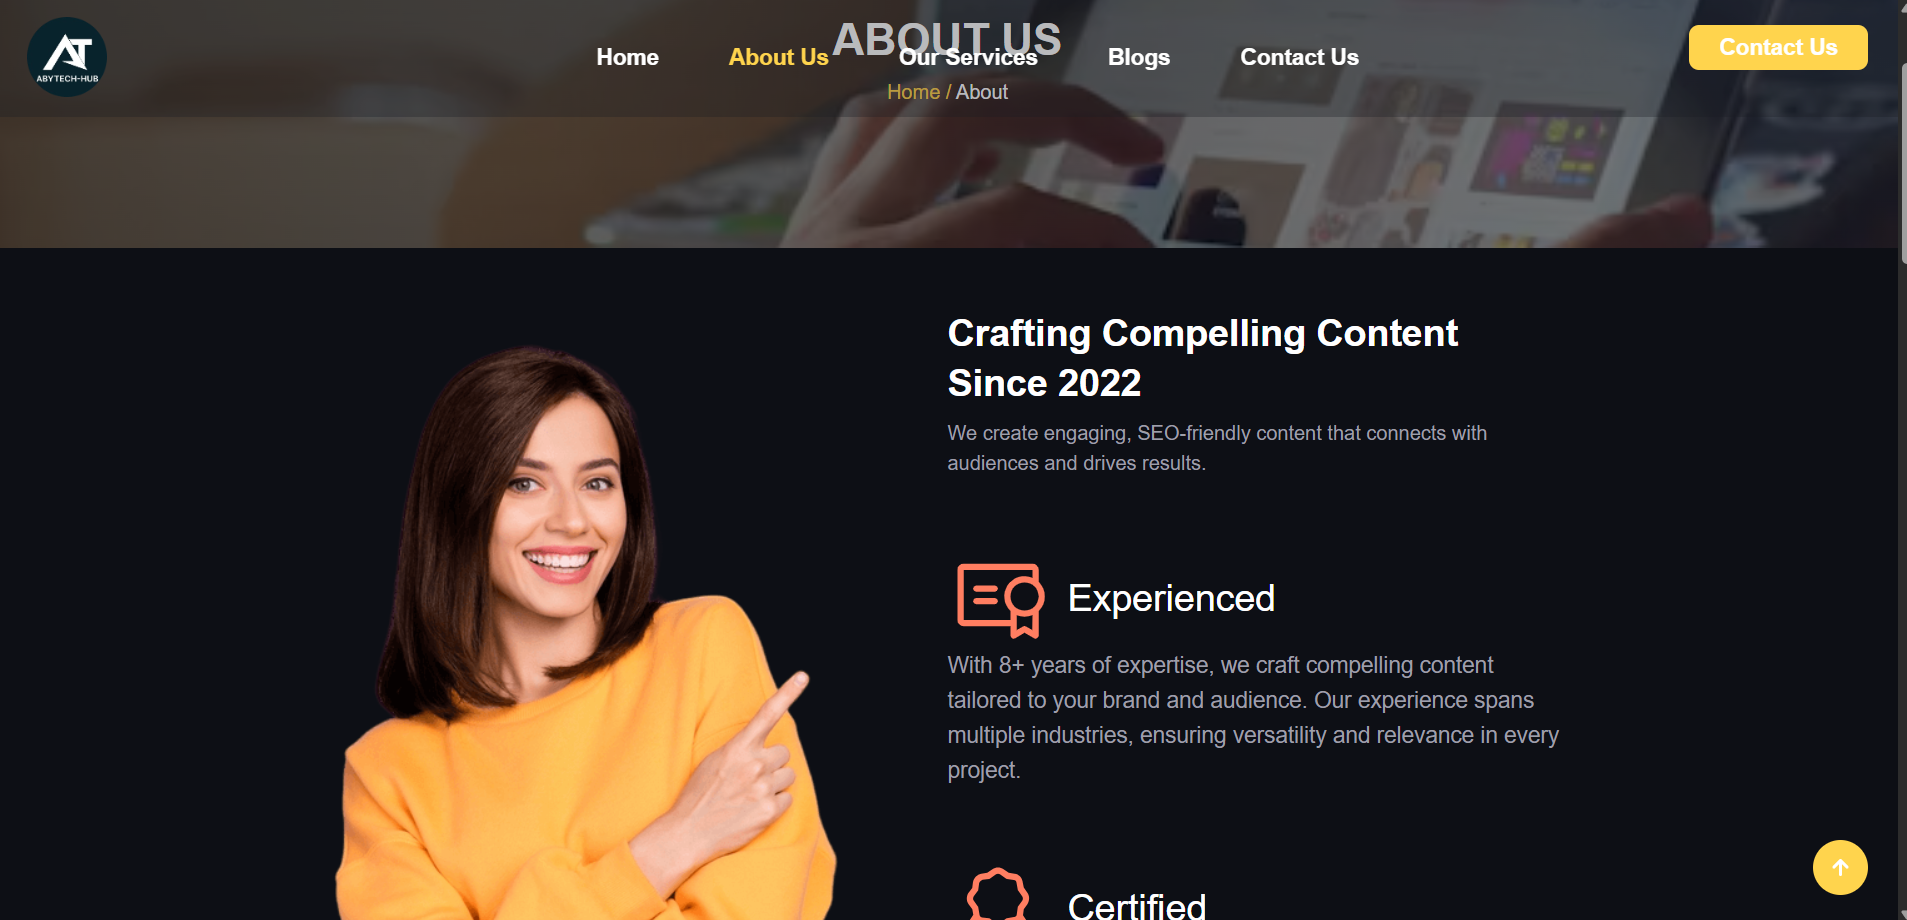 ABOUT US
AT
ABYTECH-HUB
Home
About Us
Our Services
Blogs
Contact Us
Contact Us
Home / About
Crafting Compelling Content
Since 2022
We create engaging, SEO-friendly content that connects with
audiences and drives results.
Experienced
With 8+ years of expertise, we craft compelling content
tailored to your brand and audience. Our experience spans
multiple industries, ensuring versatility and relevance in every
project.
Certified